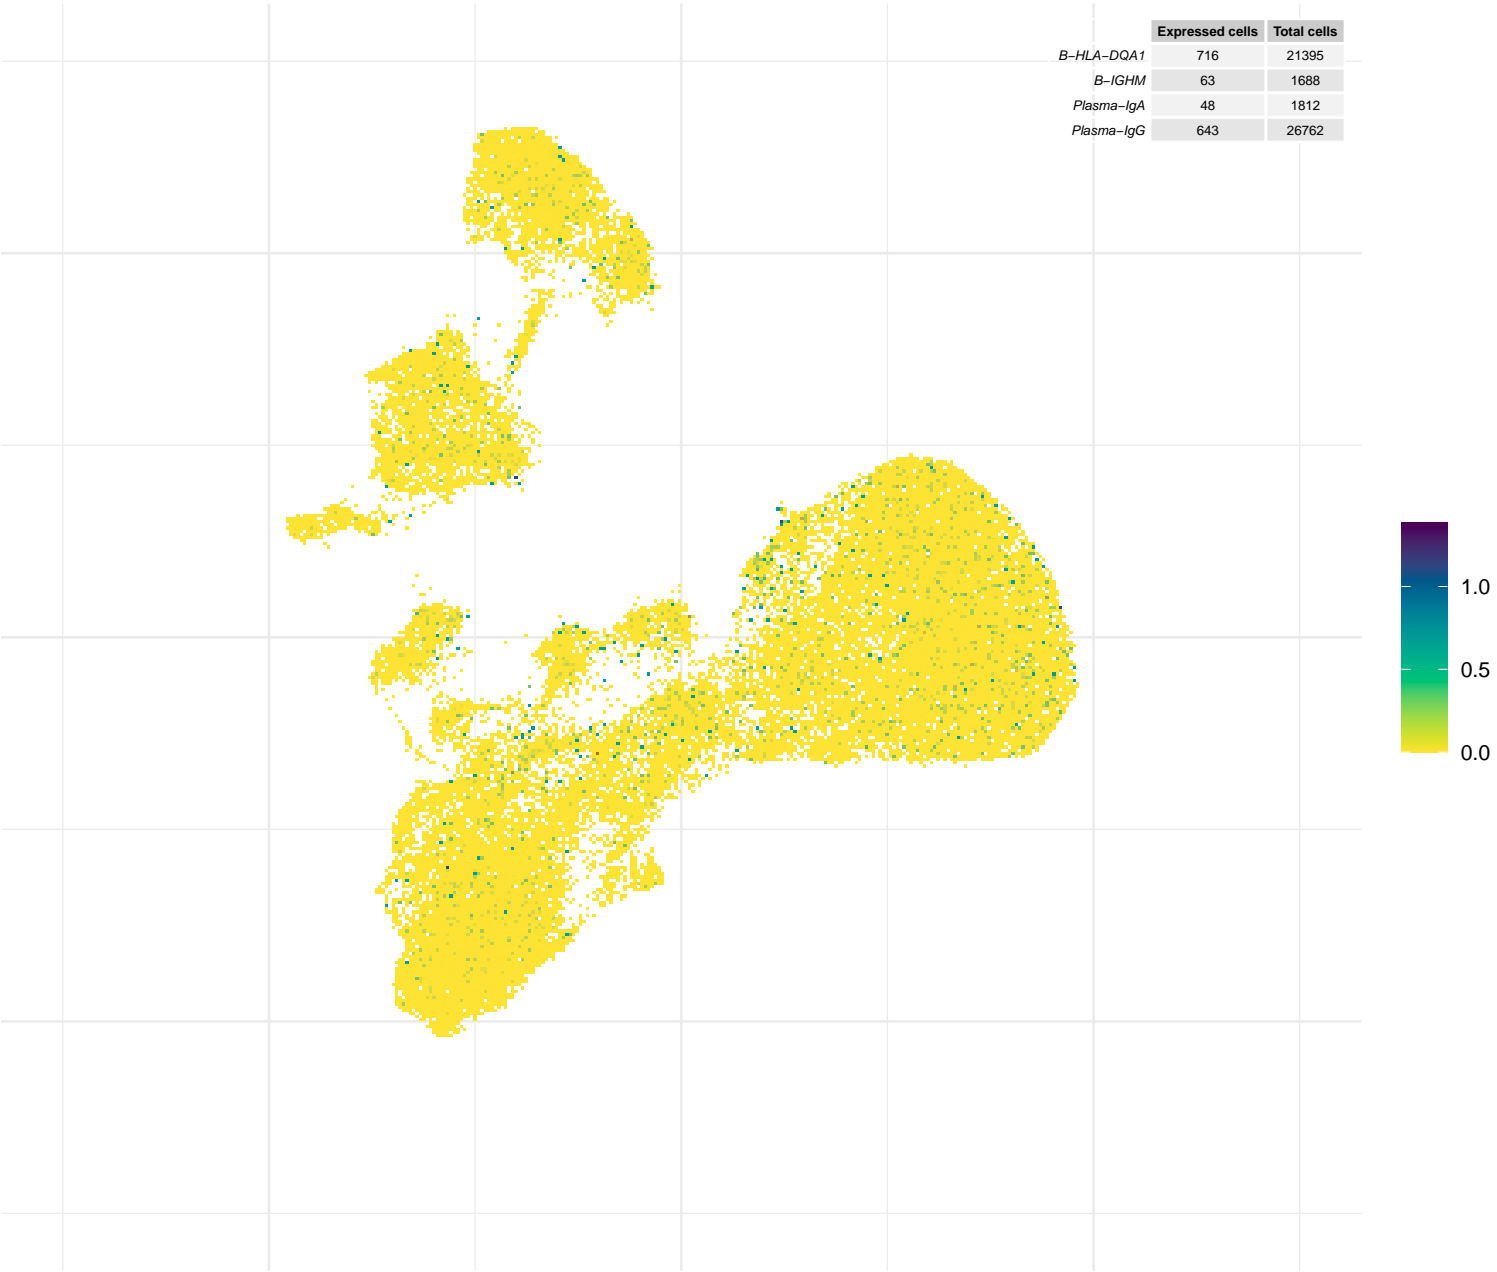 Expressed cells Total cells
B−HLA−DQA1 716 21395
B−IGHM 63 1688
Plasma−IgA 48 1812
Plasma−IgG 643 26762
1.0
0.5
0.0